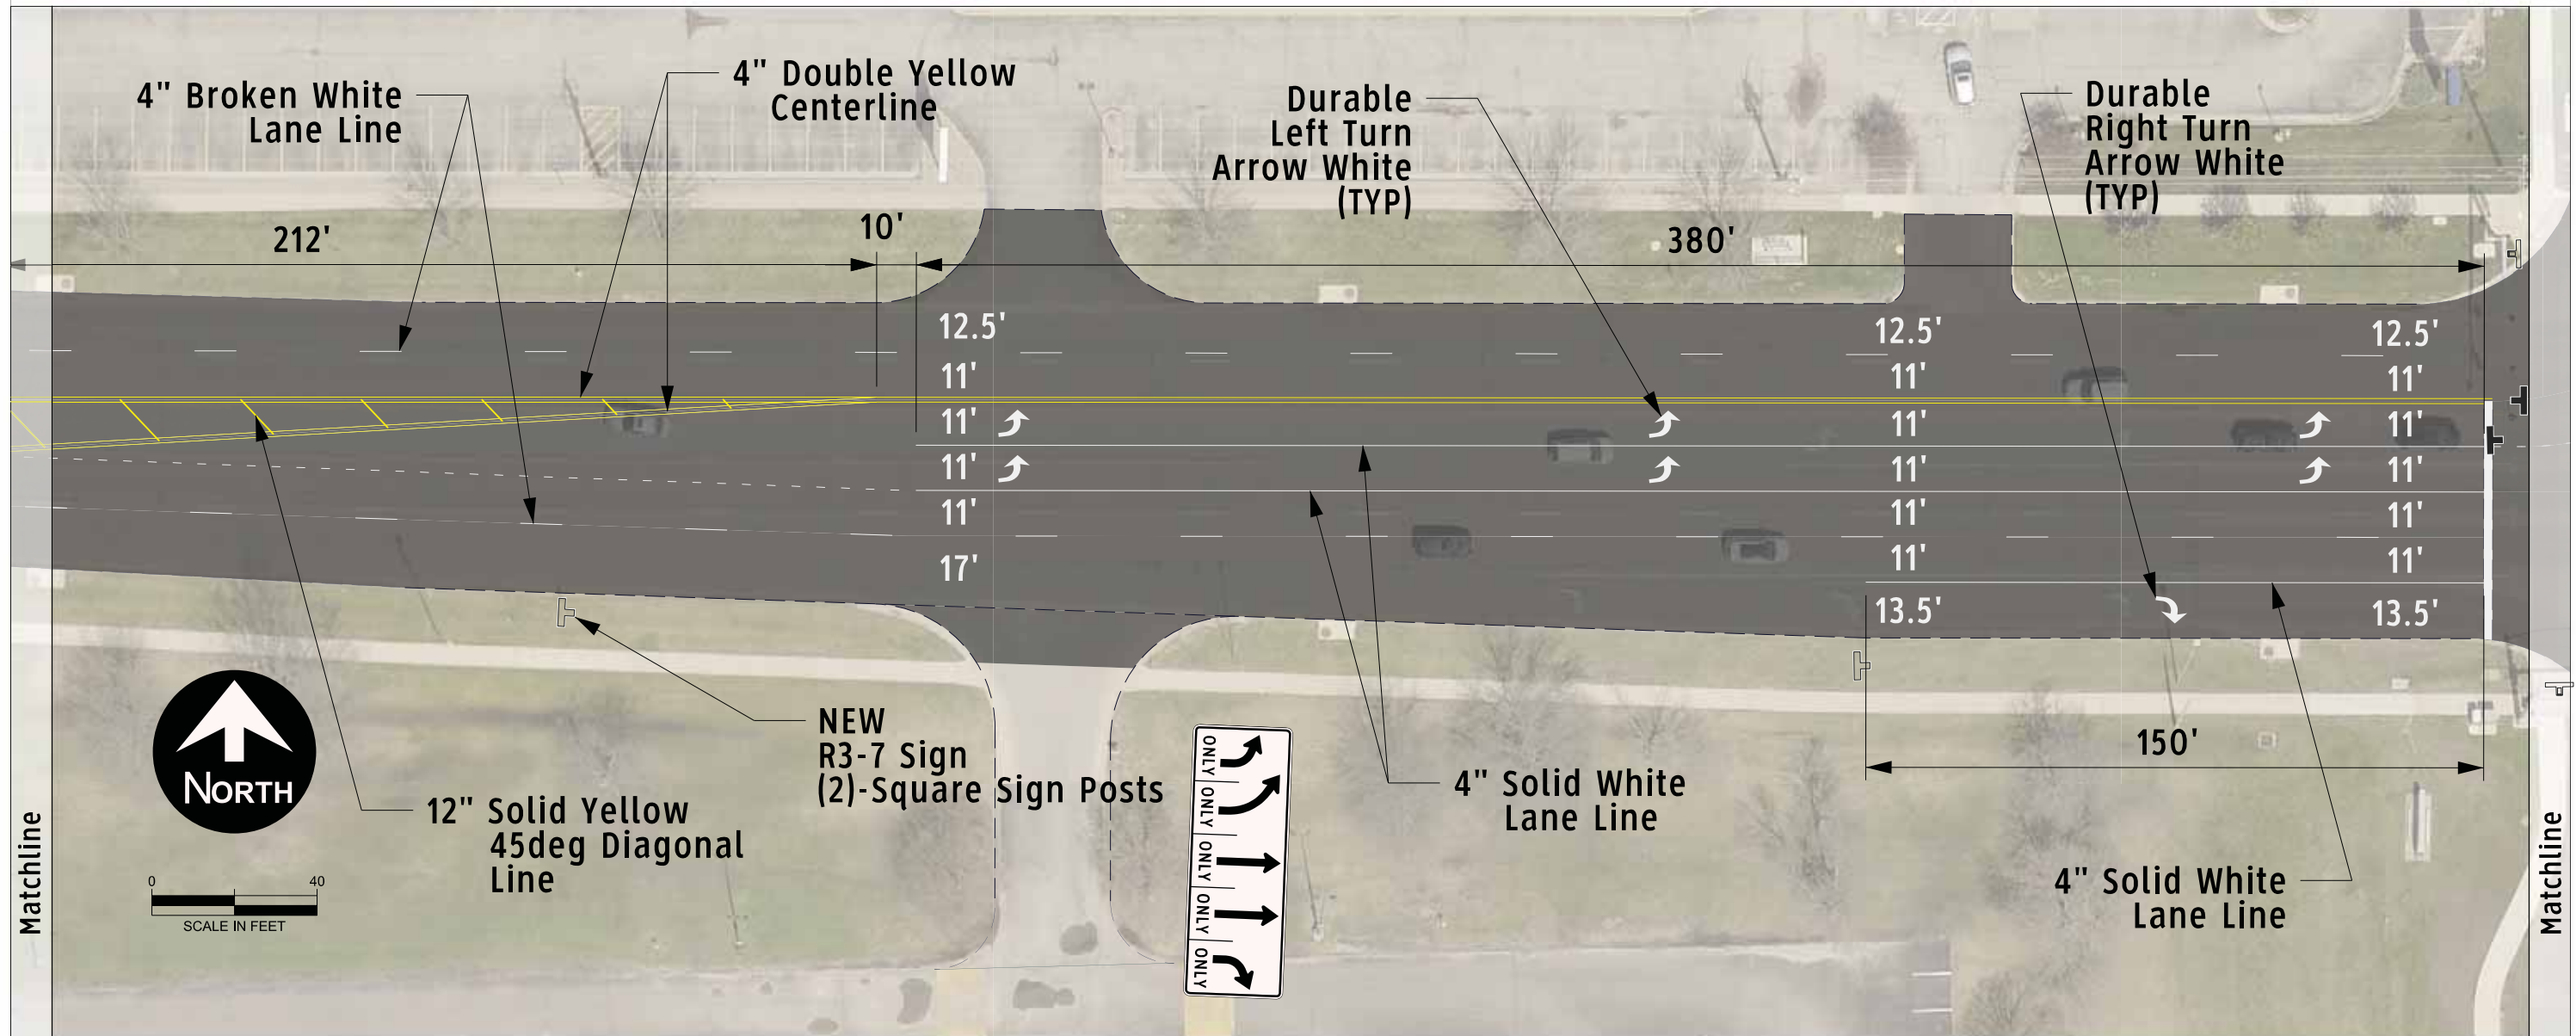 4" Broken White
Lane Line
4" Double Yellow
Centerline
Durable
Left Turn
Arrow White
(TYP)
Durable
Right Turn
Arrow White
(TYP)
212'
10'
380'
12.5'
11'
11'
11'
11'
17'
12.5'
11'
11'
11'
11'
11'
13.5'
12.5'
11'
11'
11'
11'
11'
13.5'
150'
NEW
R3-7 Sign
(2)-Square Sign Posts
12" Solid Yellow
45deg Diagonal
Line
4" Solid White
Lane Line
4" Solid White
Lane Line
ONLY
ONLY
ONLY
ONLY
ONLY
NORTH
0 40
SCALE IN FEET
Matchline
Matchline